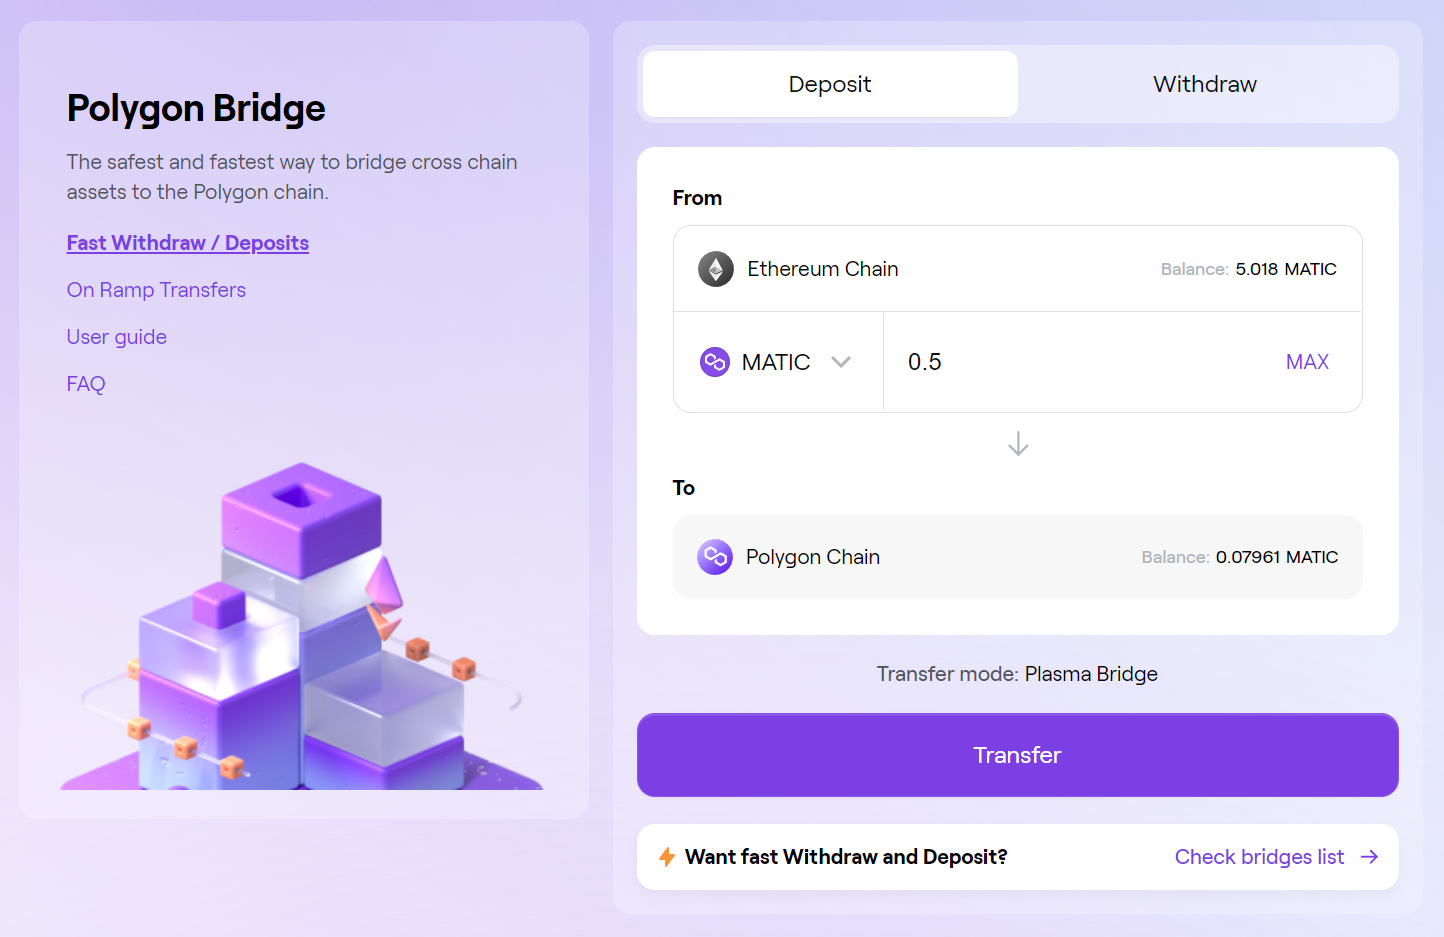 Polygon Bridge
The safest and fastest way to bridge cross chain
assets to the Polygon chain.
Fast Withdraw / Deposits
On Ramp Transfers
User guide
FAQ
Deposit
Withdraw
From
Ethereum Chain
Balance: 5.018 MATIC
MATIC
0.5
MAX
To
Polygon Chain
Balance: 0.07961 MATIC
Transfer mode: Plasma Bridge
Transfer
Want fast Withdraw and Deposit?
Check bridges list